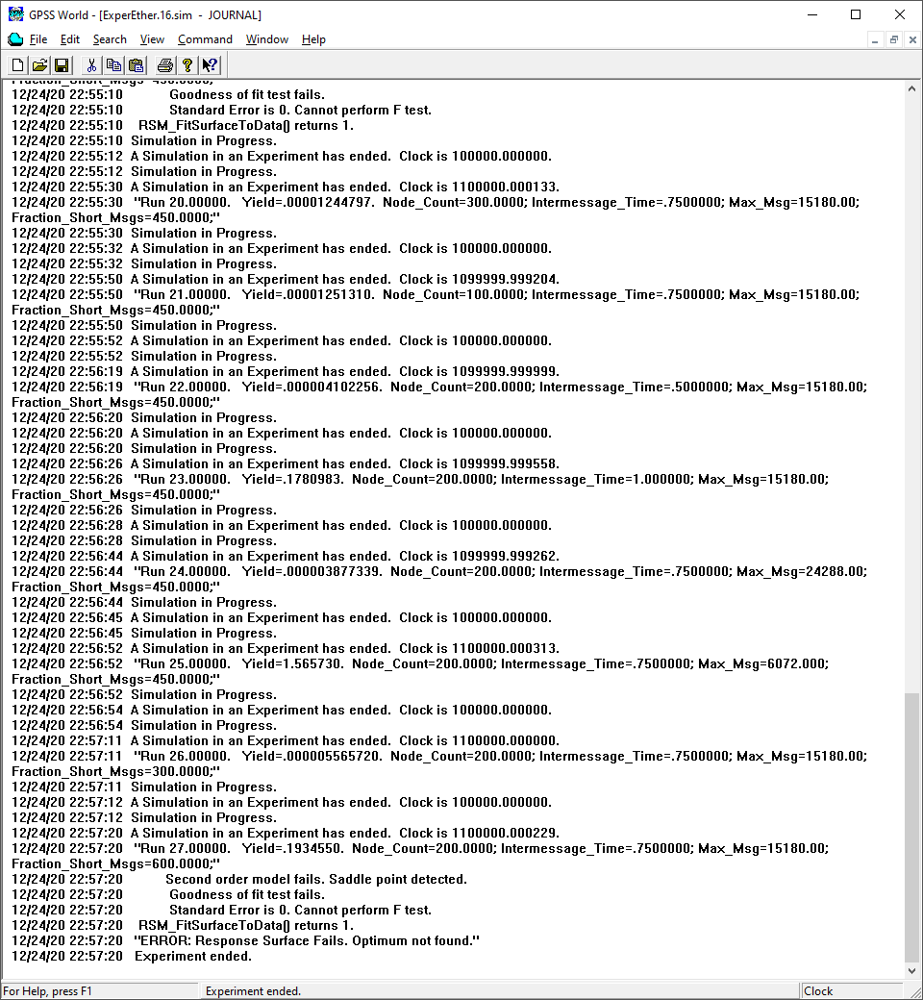 GPSS World - [ExperEther.16.sim - JOURNAL]
File Edit Search View Command Window Help
Fraction_Short_Msgs=450.0000;"
12/24/20 22:55:10 Goodness of fit test fails.
12/24/20 22:55:10 Standard Error is 0. Cannot perform F test.
12/24/20 22:55:10 RSM_FitSurfaceToData() returns 1.
12/24/20 22:55:10 Simulation in Progress.
12/24/20 22:55:12 A Simulation in an Experiment has ended. Clock is 100000.000000.
12/24/20 22:55:12 Simulation in Progress.
12/24/20 22:55:30 A Simulation in an Experiment has ended. Clock is 1100000.000133.
12/24/20 22:55:30 "Run 20.00000. Yield=.00001244797. Node_Count=300.0000; Intermessage_Time=.7500000; Max_Msg=15180.00;
Fraction_Short_Msgs=450.0000;"
12/24/20 22:55:30 Simulation in Progress.
12/24/20 22:55:32 A Simulation in an Experiment has ended. Clock is 100000.000000.
12/24/20 22:55:32 Simulation in Progress.
12/24/20 22:55:50 A Simulation in an Experiment has ended. Clock is 1099999.999204.
12/24/20 22:55:50 "Run 21.00000. Yield=.00001251310. Node_Count=100.0000; Intermessage_Time=.7500000; Max_Msg=15180.00;
Fraction_Short_Msgs=450.0000;"
12/24/20 22:55:50 Simulation in Progress.
12/24/20 22:55:52 A Simulation in an Experiment has ended. Clock is 100000.000000.
12/24/20 22:55:52 Simulation in Progress.
12/24/20 22:56:19 A Simulation in an Experiment has ended. Clock is 1099999.999999.
12/24/20 22:56:19 "Run 22.00000. Yield=.000004102256. Node_Count=200.0000; Intermessage_Time=.5000000; Max_Msg=15180.00;
Fraction_Short_Msgs=450.0000;"
12/24/20 22:56:20 Simulation in Progress.
12/24/20 22:56:20 A Simulation in an Experiment has ended. Clock is 100000.000000.
12/24/20 22:56:20 Simulation in Progress.
12/24/20 22:56:26 A Simulation in an Experiment has ended. Clock is 1099999.999558.
12/24/20 22:56:26 "Run 23.00000. Yield=.1780983. Node_Count=200.0000; Intermessage_Time=1.000000; Max_Msg=15180.00;
Fraction_Short_Msgs=450.0000;"
12/24/20 22:56:26 Simulation in Progress.
12/24/20 22:56:28 A Simulation in an Experiment has ended. Clock is 100000.000000.
12/24/20 22:56:28 Simulation in Progress.
12/24/20 22:56:44 A Simulation in an Experiment has ended. Clock is 1099999.999262.
12/24/20 22:56:44 "Run 24.00000. Yield=.000003877339. Node_Count=200.0000; Intermessage_Time=.7500000; Max_Msg=24288.00;
Fraction_Short_Msgs=450.0000;"
12/24/20 22:56:44 Simulation in Progress.
12/24/20 22:56:45 A Simulation in an Experiment has ended. Clock is 100000.000000.
12/24/20 22:56:45 Simulation in Progress.
12/24/20 22:56:52 A Simulation in an Experiment has ended. Clock is 1100000.000313.
12/24/20 22:56:52 "Run 25.00000. Yield=1.565730. Node_Count=200.0000; Intermessage_Time=.7500000; Max_Msg=6072.000;
Fraction_Short_Msgs=450.0000;"
12/24/20 22:56:52 Simulation in Progress.
12/24/20 22:56:54 A Simulation in an Experiment has ended. Clock is 100000.000000.
12/24/20 22:56:54 Simulation in Progress.
12/24/20 22:57:11 A Simulation in an Experiment has ended. Clock is 1100000.000000.
12/24/20 22:57:11 "Run 26.00000. Yield=.000005565720. Node_Count=200.0000; Intermessage_Time=.7500000; Max_Msg=15180.00;
Fraction_Short_Msgs=300.0000;"
12/24/20 22:57:11 Simulation in Progress.
12/24/20 22:57:12 A Simulation in an Experiment has ended. Clock is 100000.000000.
12/24/20 22:57:12 Simulation in Progress.
12/24/20 22:57:20 A Simulation in an Experiment has ended. Clock is 1100000.000229.
12/24/20 22:57:20 "Run 27.00000. Yield=.1934550. Node_Count=200.0000; Intermessage_Time=.7500000; Max_Msg=15180.00;
Fraction_Short_Msgs=600.0000;"
12/24/20 22:57:20 Second order model fails. Saddle point detected.
12/24/20 22:57:20 Goodness of fit test fails.
12/24/20 22:57:20 Standard Error is 0. Cannot perform F test.
12/24/20 22:57:20 RSM_FitSurfaceToData() returns 1.
12/24/20 22:57:20 "ERROR: Response Surface Fails. Optimum not found."
12/24/20 22:57:20 Experiment ended.
For Help, press F1 Experiment ended. Clock